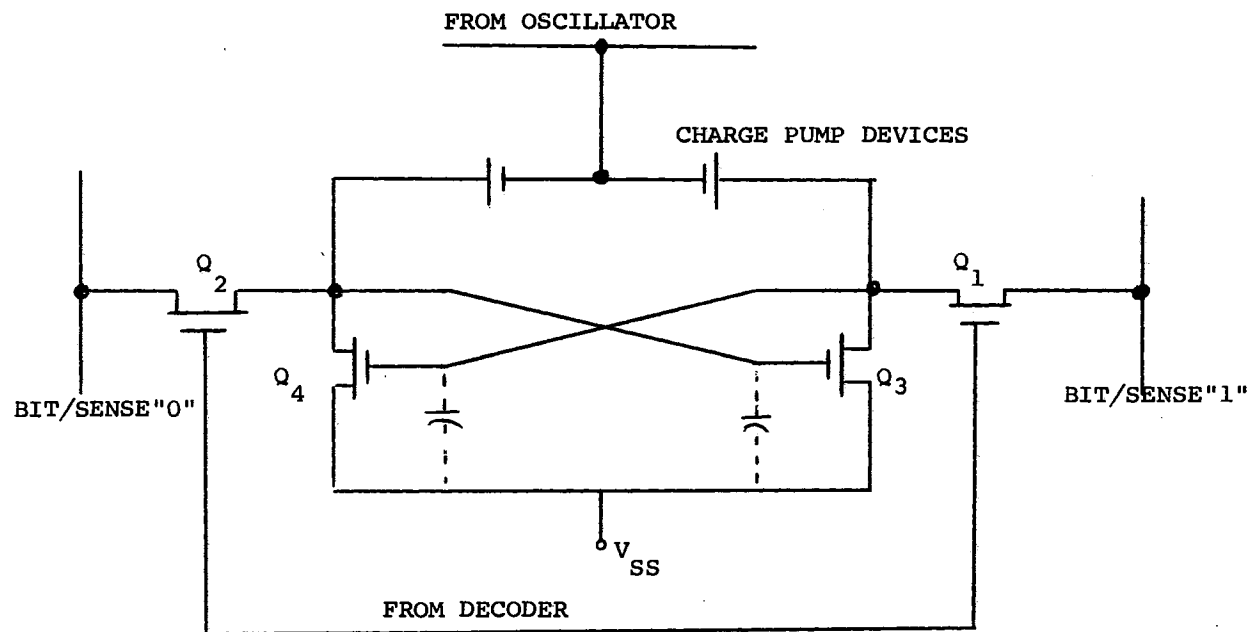 FROM OSCILLATOR
CHARGE PUMP DEVICES
Q2
Q1
Q4
Q3
BIT/SENSE"0"
BIT/SENSE"1"
VSS
FROM DECODER